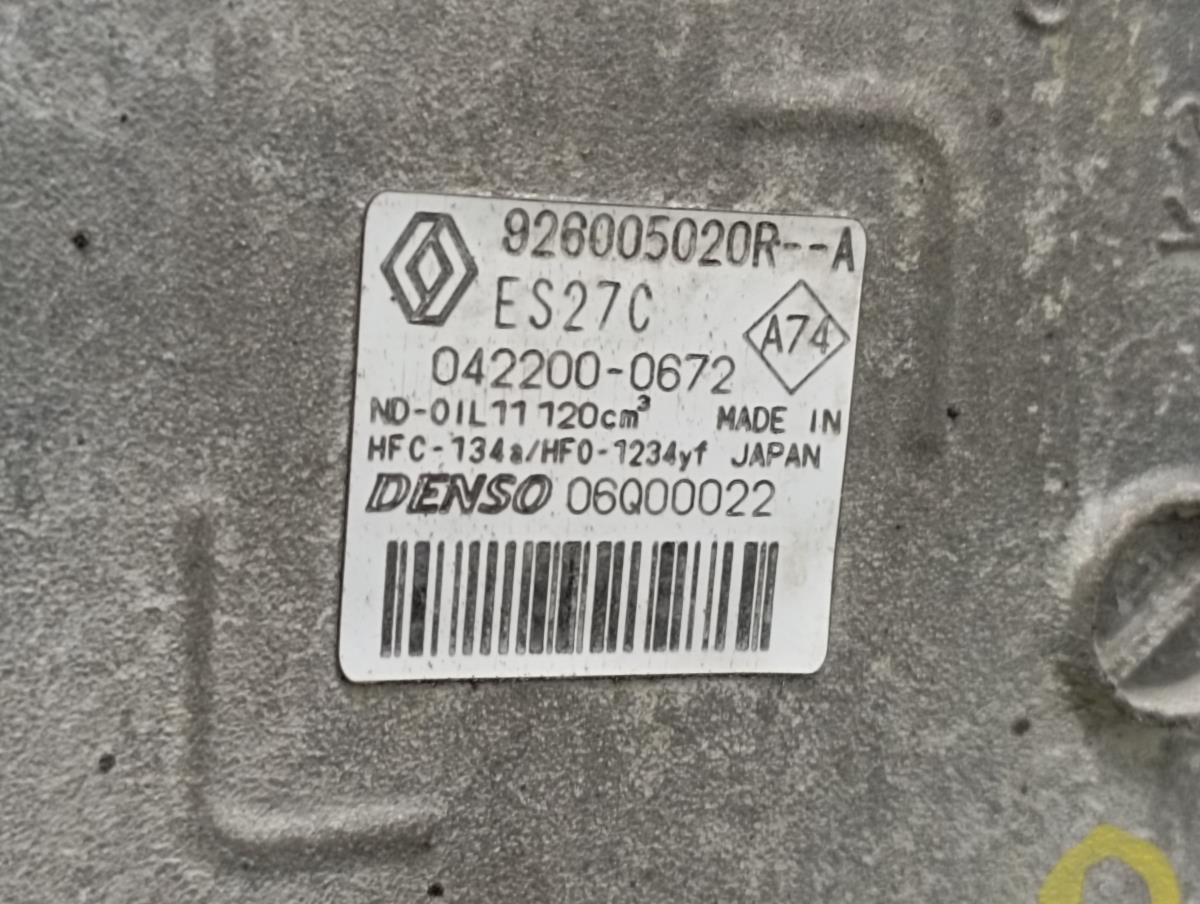 926005020R--A
ES27C
A74
042200-0672
ND-OIL11 120cm³ MADE IN
HFC-134a/HFO-1234yf JAPAN
DENSO 06Q00022